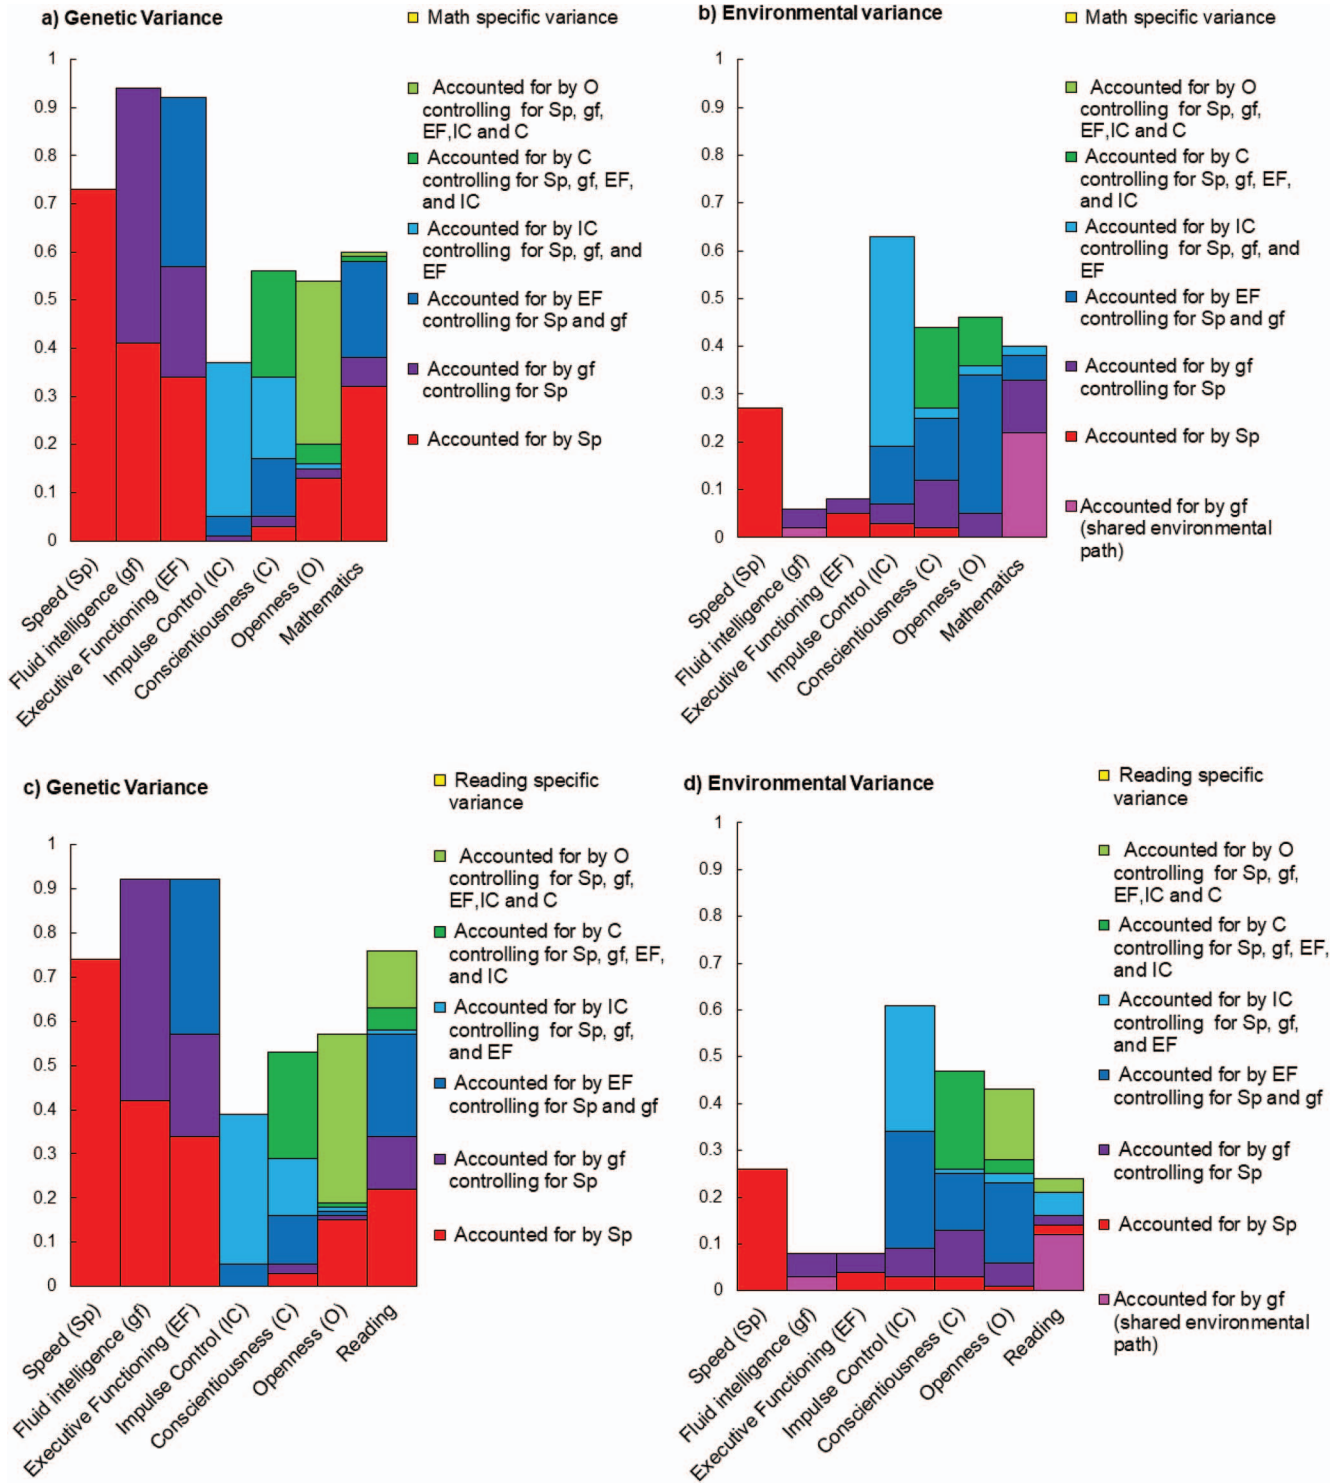 a) Genetic Variance
Math specific variance
1
0.9
0.8
0.7
0.6
0.5
0.4
0.3
0.2
0.1
0
Accounted for by O
controlling for Sp, gf,
EF,IC and C
Accounted for by C
controlling for Sp, gf, EF,
and IC
Accounted for by IC
controlling for Sp, gf, and
EF
Accounted for by EF
controlling for Sp and gf
Accounted for by gf
controlling for Sp
Accounted for by Sp
Speed (Sp)
Fluid intelligence (gf)
Executive Functioning (EF)
Impulse Control (IC)
Conscientiousness (C)
Openness (O)
Mathematics
b) Environmental variance
Math specific variance
1
0.9
0.8
0.7
0.6
0.5
0.4
0.3
0.2
0.1
0
Accounted for by O
controlling for Sp, gf,
EF,IC and C
Accounted for by C
controlling for Sp, gf, EF,
and IC
Accounted for by IC
controlling for Sp, gf, and
EF
Accounted for by EF
controlling for Sp and gf
Accounted for by gf
controlling for Sp
Accounted for by Sp
Accounted for by gf
(shared environmental
path)
Speed (Sp)
Fluid intelligence (gf)
Executive Functioning (EF)
Impulse Control (IC)
Conscientiousness (C)
Openness (O)
Mathematics
c) Genetic Variance
Reading specific
variance
1
0.9
0.8
0.7
0.6
0.5
0.4
0.3
0.2
0.1
0
Accounted for by O
controlling for Sp, gf,
EF,IC and C
Accounted for by C
controlling for Sp, gf, EF,
and IC
Accounted for by IC
controlling for Sp, gf,
and EF
Accounted for by EF
controlling for Sp and gf
Accounted for by gf
controlling for Sp
Accounted for by Sp
Speed (Sp)
Fluid intelligence (gf)
Executive Functioning (EF)
Impulse Control (IC)
Conscientiousness (C)
Openness (O)
Reading
d) Environmental Variance
Reading specific
variance
1
0.9
0.8
0.7
0.6
0.5
0.4
0.3
0.2
0.1
0
Accounted for by O
controlling for Sp, gf,
EF,IC and C
Accounted for by C
controlling for Sp, gf, EF,
and IC
Accounted for by IC
controlling for Sp, gf,
and EF
Accounted for by EF
controlling for Sp and gf
Accounted for by gf
controlling for Sp
Accounted for by Sp
Accounted for by gf
(shared environmental
path)
Speed (Sp)
Fluid intelligence (gf)
Executive Functioning (EF)
Impulse Control (IC)
Conscientiousness (C)
Openness (O)
Reading